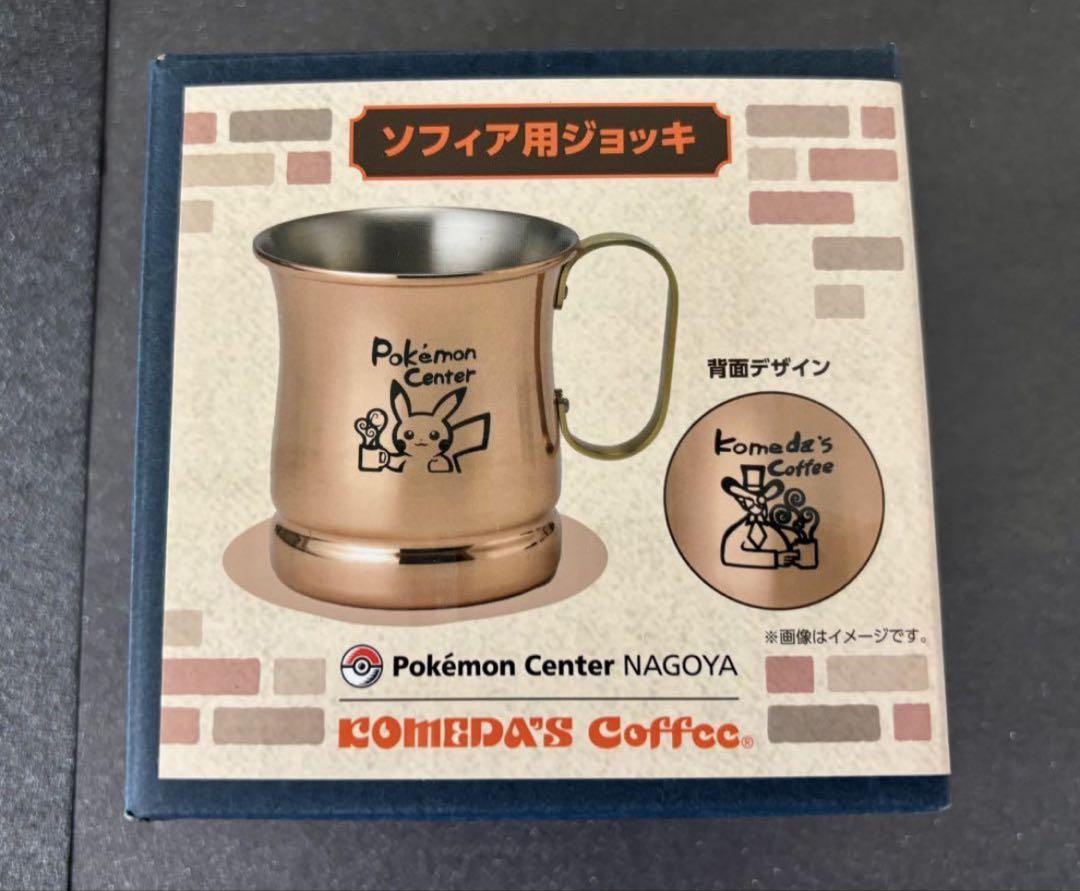 ソフィア用ジョッキ
Pokémon
Center
背面デザイン
Komeda's
Coffee
※画像はイメージです。
Pokémon Center NAGOYA
KOMEDA'S Coffee®